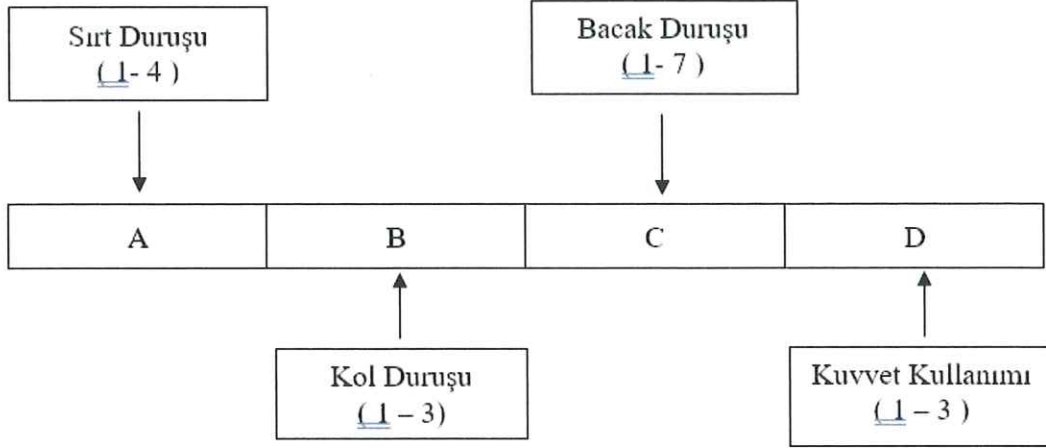 Sırt Duruşu
( 1- 4 )
Bacak Duruşu
( 1- 7 )
A
B
C
D
Kol Duruşu
( 1 – 3)
Kuvvet Kullanımı
( 1 – 3 )